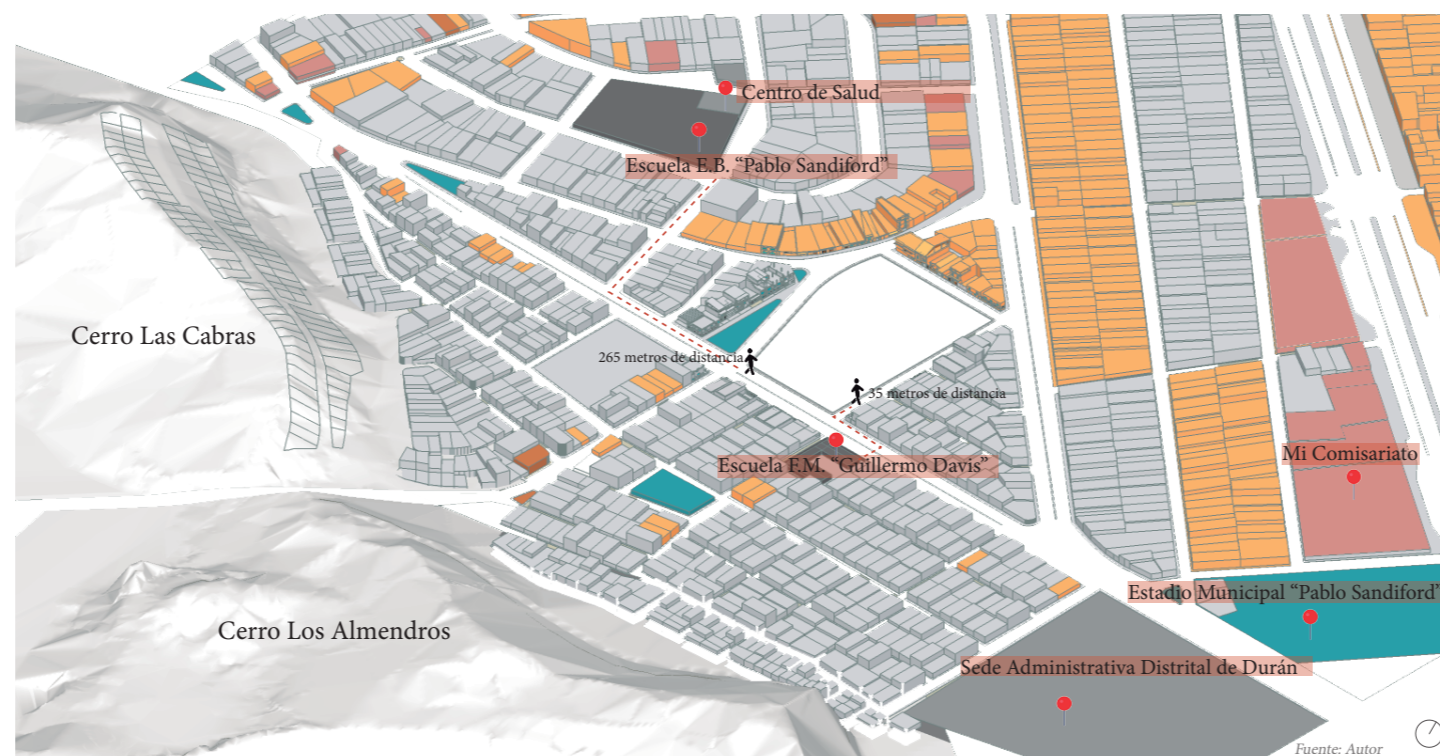 Centro de Salud
Escuela E.B. “Pablo Sandiford”
Cerro Las Cabras
265 metros de distancia
35 metros de distancia
Escuela F.M. “Guillermo Davis”
Mi Comisariato
Estadio Municipal “Pablo Sandiford”
Cerro Los Almendros
Sede Administrativa Distrital de Durán
Fuente: Autor